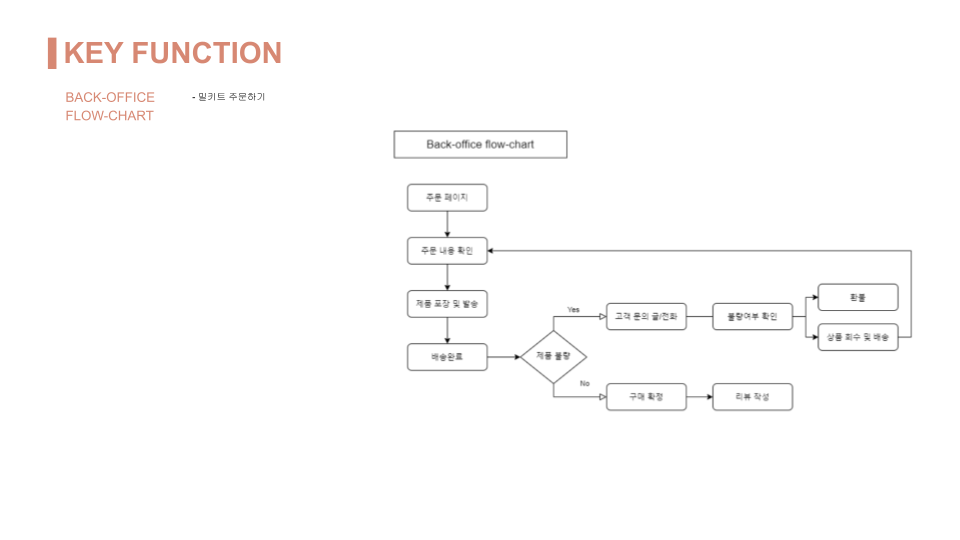 KEY FUNCTION
BACK-OFFICE
FLOW-CHART
- 밀키트 주문하기
Back-office flow-chart
주문 페이지
주문 내용 확인
제품 포장 및 발송
배송완료
제품 불량
Yes
고객 문의 글/전화
불량여부 확인
환불
상품 회수 및 배송
No
구매 확정
리뷰 작성